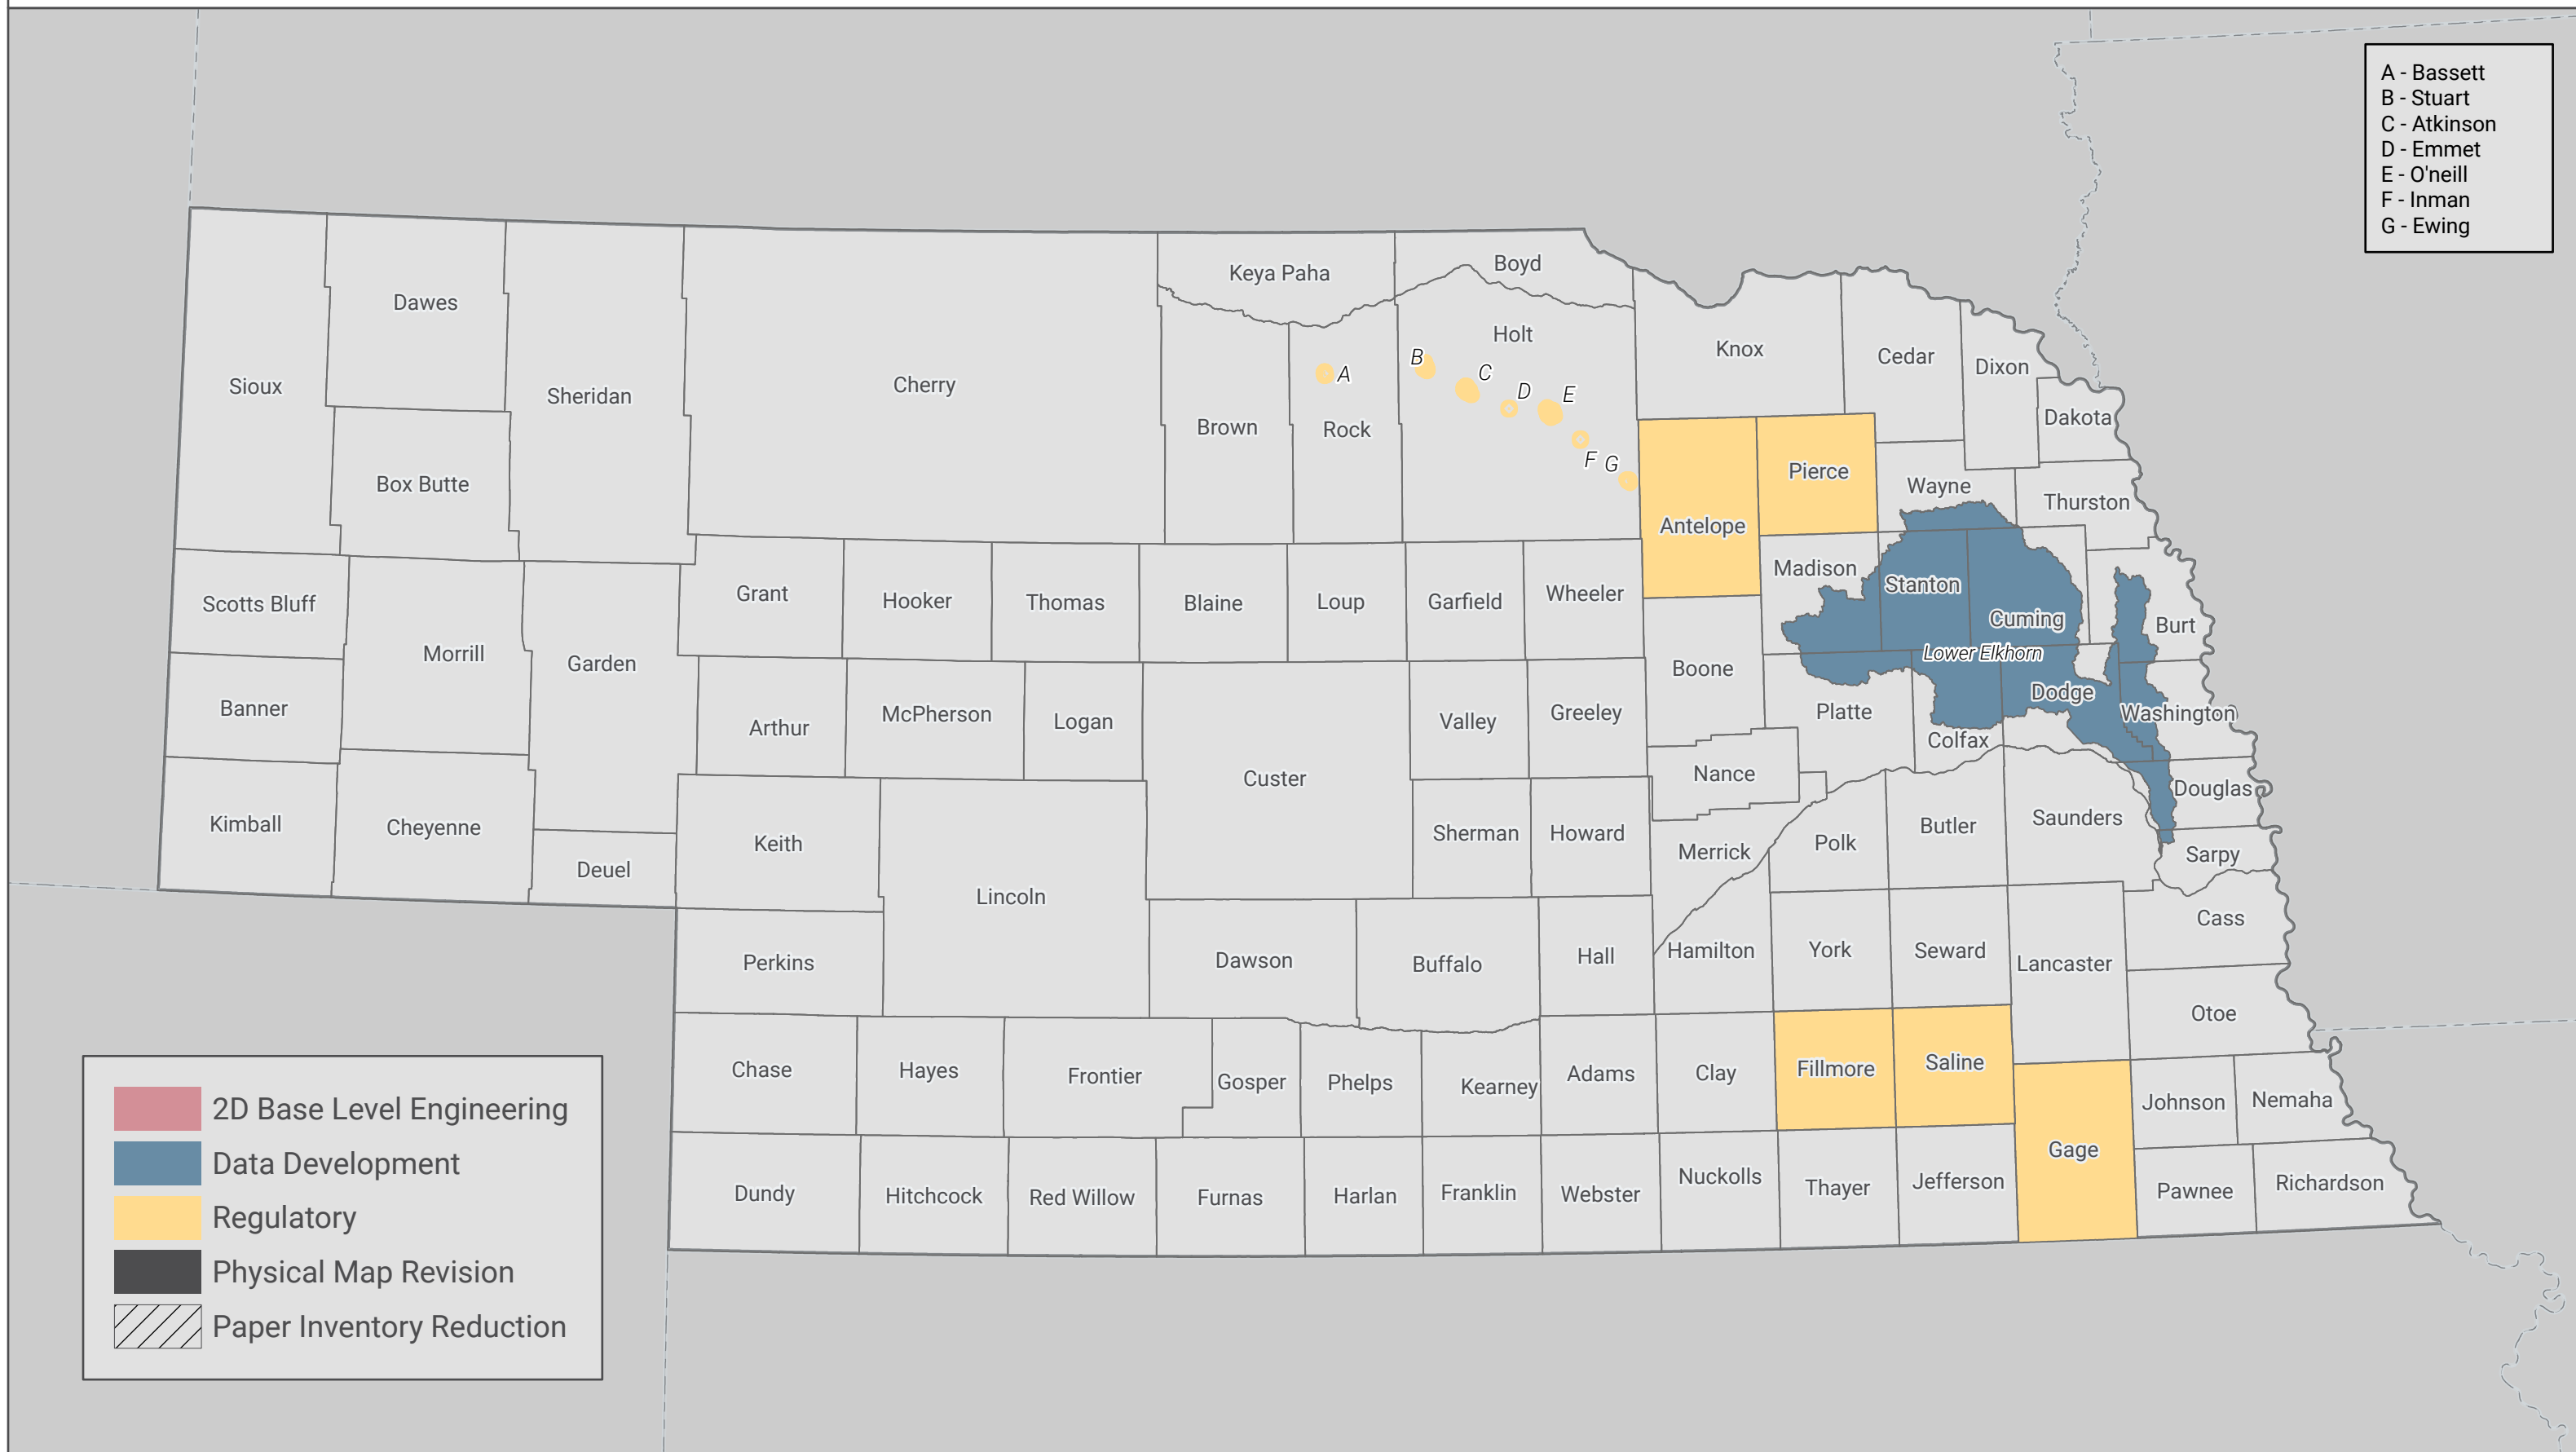 A - Bassett
B - Stuart
C - Atkinson
D - Emmet
E - O'neill
F - Inman
G - Ewing
Keya Paha
Boyd
Dawes
Holt
Knox
Cedar
Dixon
Sioux
Sheridan
Cherry
B
A
C
D
E
Dakota
Brown
Rock
F G
Box Butte
Antelope
Pierce
Wayne
Thurston
Scotts Bluff
Grant
Hooker
Thomas
Blaine
Loup
Garfield
Wheeler
Madison
Stanton
Cuming
Burt
Morrill
Garden
Boone
Lower Elkhorn
Banner
Arthur
McPherson
Logan
Valley
Greeley
Platte
Dodge
Washington
Colfax
Custer
Nance
Douglas
Kimball
Cheyenne
Deuel
Keith
Lincoln
Sherman
Howard
Merrick
Polk
Butler
Saunders
Sarpy
Perkins
Dawson
Buffalo
Hall
Hamilton
York
Seward
Lancaster
Cass
Otoe
Chase
Hayes
Frontier
Gosper
Phelps
Kearney
Adams
Clay
Fillmore
Saline
Johnson
Nemaha
Gage
Dundy
Hitchcock
Red Willow
Furnas
Harlan
Franklin
Webster
Nuckolls
Thayer
Jefferson
Pawnee
Richardson
2D Base Level Engineering
Data Development
Regulatory
Physical Map Revision
Paper Inventory Reduction